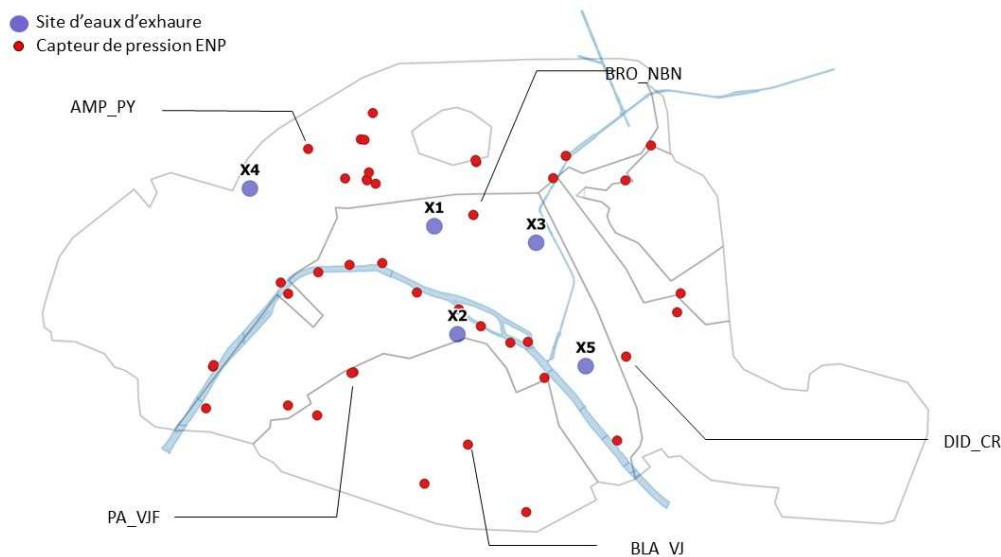 Site d'eaux d'exhaure
Capteur de pression ENP
BRO_NBN
AMP_PY
X4
X1
X3
X2
X5
DID_CR
PA_VJF
BLA_VJ